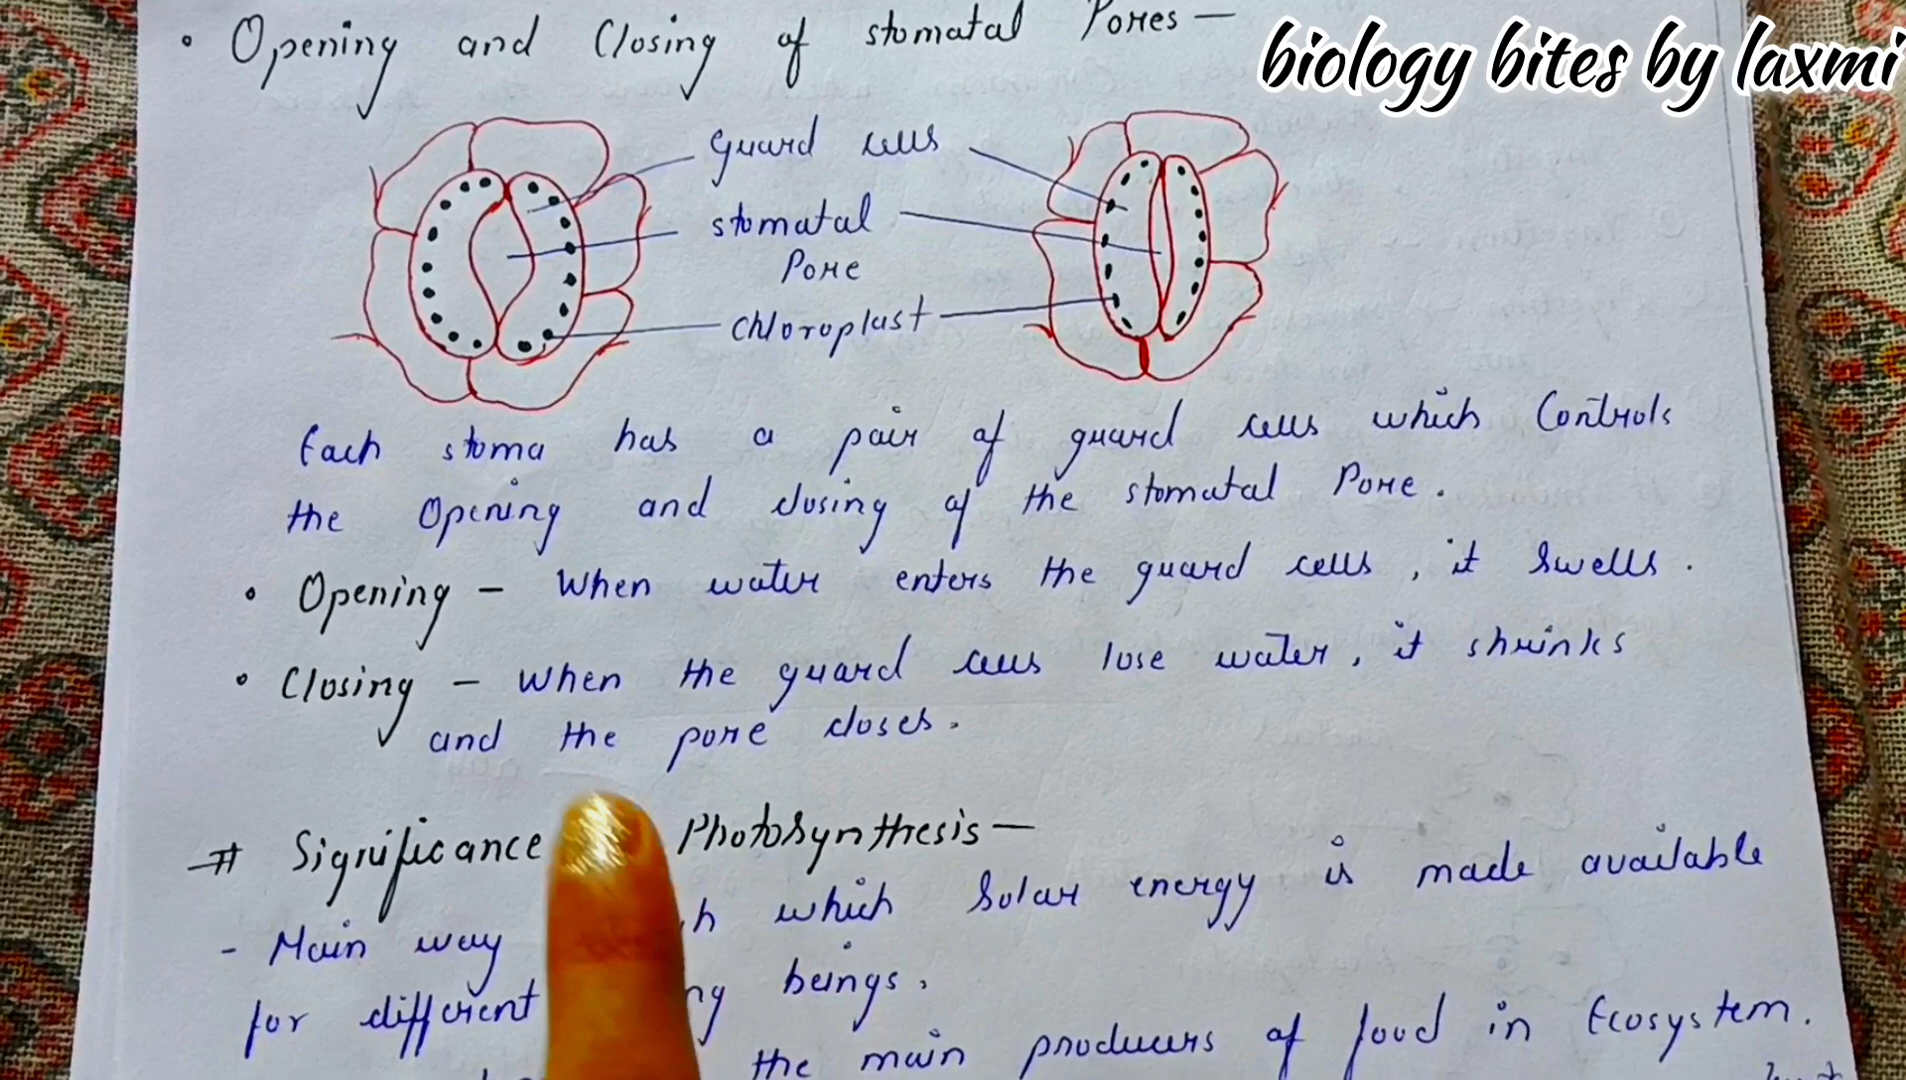 • Opening and Closing of stomatal Pores —
biology bites by laxmi
guard cells
stomatal
Pore
chloroplast
Each stoma has a pair of guard cells which Controls
the Opening and closing of the stomatal Pore.
• Opening – When water enters the guard cells, it swells.
• Closing – When the guard cells lose water, it shrinks
and the pore closes.
# Significance Photosynthesis —
- Main way which Solar energy is made available
for different beings.
the main producers of food in Ecosystem.